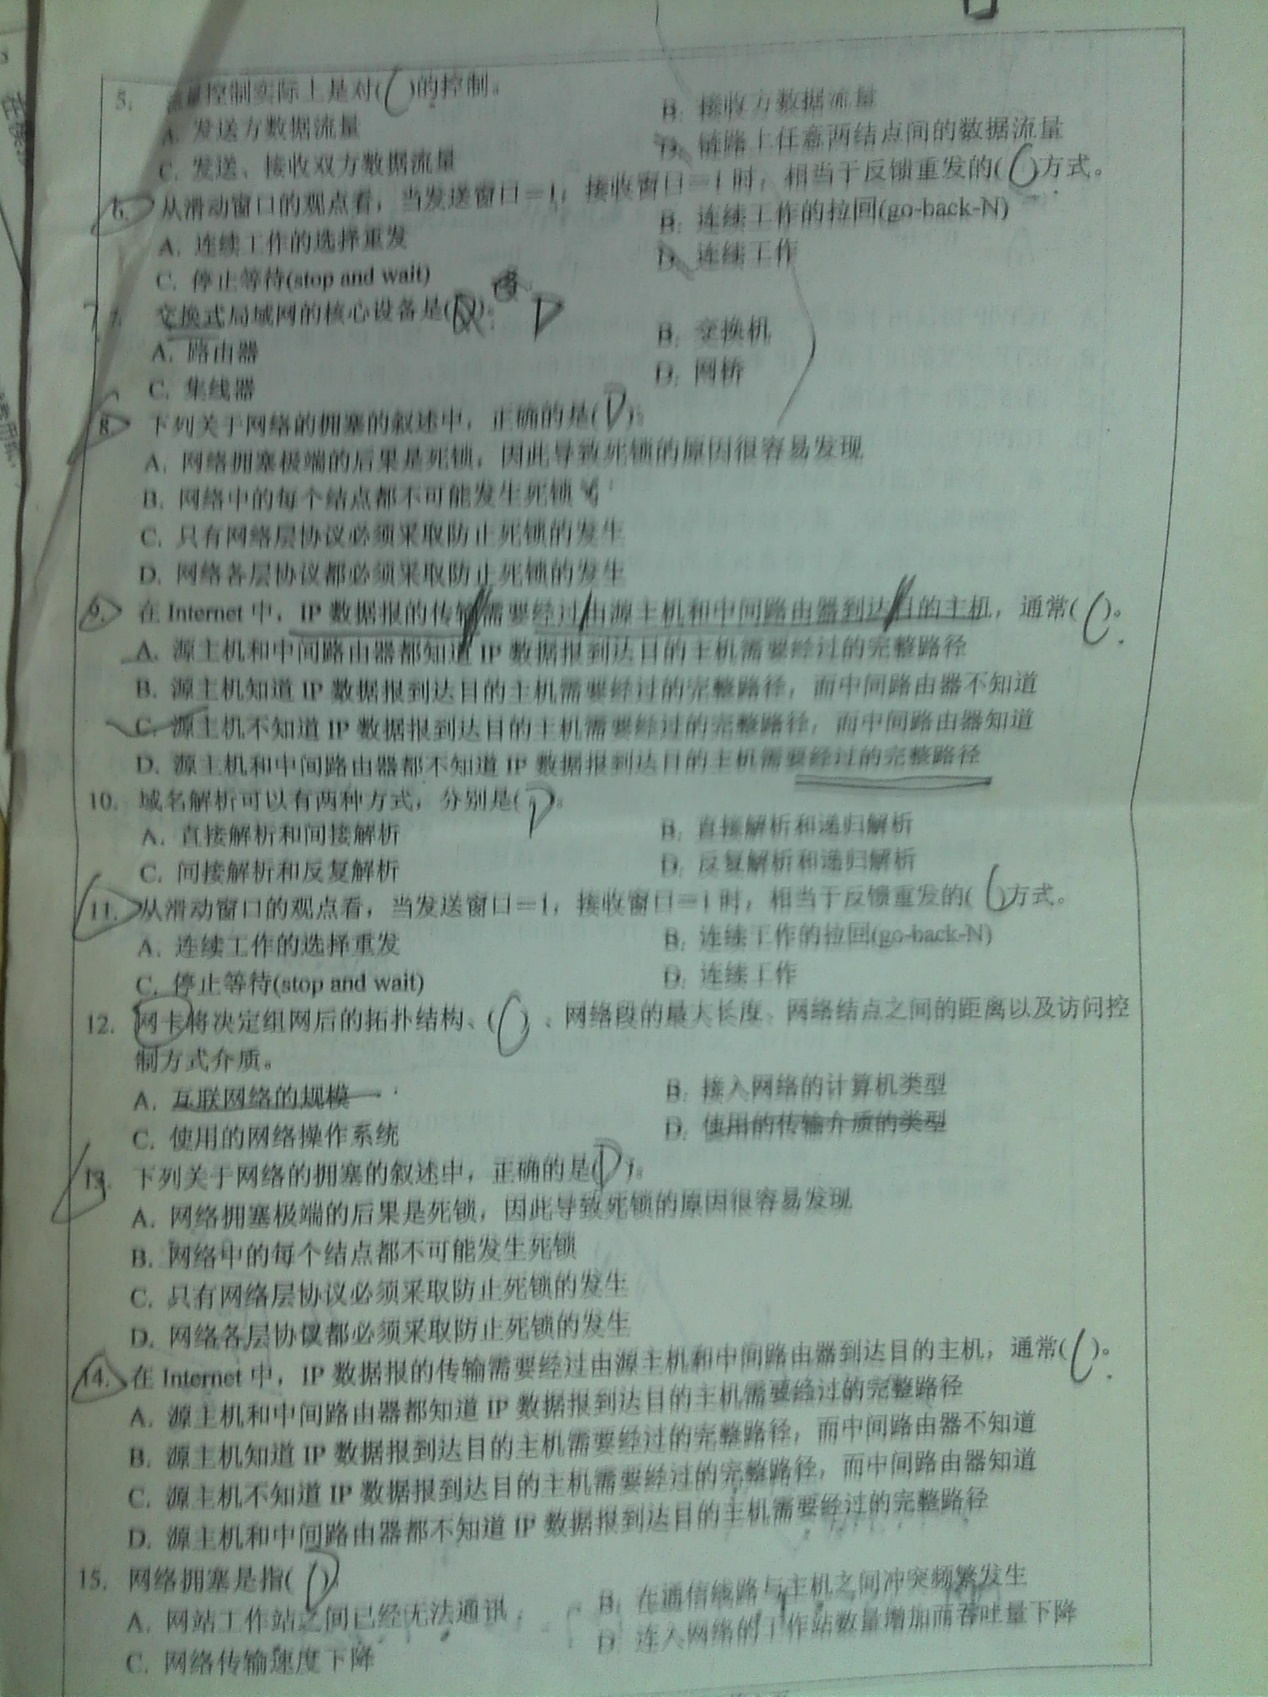 5. 控制实际上是对(C)的控制。
A. 发送方数据流量
B. 接收方数据流量
C. 发送、接收双方数据流量
D. 链路上任意两结点间的数据流量
6. 从滑动窗口的观点看，当发送窗口=1，接收窗口=1时，相当于反馈重发的(C)方式。
A. 连续工作的选择重发
B. 连续工作的拉回(go-back-N)
C. 停止等待(stop and wait)
D. 连续工作
7. 交换式局域网的核心设备是( )。
A. 路由器
B. 交换机
C. 集线器
D. 网桥
8. 下列关于网络的拥塞的叙述中，正确的是(D)。
A. 网络拥塞极端的后果是死锁，因此导致死锁的原因很容易发现
B. 网络中的每个结点都不可能发生死锁
C. 只有网络层协议必须采取防止死锁的发生
D. 网络各层协议都必须采取防止死锁的发生
9. 在 Internet 中，IP 数据报的传输需要经过由源主机和中间路由器到达目的主机，通常(C)。
A. 源主机和中间路由器都知道 IP 数据报到达目的主机需要经过的完整路径
B. 源主机知道 IP 数据报到达目的主机需要经过的完整路径，而中间路由器不知道
C. 源主机不知道 IP 数据报到达目的主机需要经过的完整路径，而中间路由器知道
D. 源主机和中间路由器都不知道 IP 数据报到达目的主机需要经过的完整路径
10. 域名解析可以有两种方式，分别是(D)。
A. 直接解析和间接解析
B. 直接解析和递归解析
C. 间接解析和反复解析
D. 反复解析和递归解析
11. 从滑动窗口的观点看，当发送窗口=1，接收窗口=1时，相当于反馈重发的(C)方式。
A. 连续工作的选择重发
B. 连续工作的拉回(go-back-N)
C. 停止等待(stop and wait)
D. 连续工作
12. 网卡将决定组网后的拓扑结构、( )、网络段的最大长度、网络结点之间的距离以及访问控
制方式介质。
A. 互联网络的规模
B. 接入网络的计算机类型
C. 使用的网络操作系统
D. 使用的传输介质的类型
13. 下列关于网络的拥塞的叙述中，正确的是(D)。
A. 网络拥塞极端的后果是死锁，因此导致死锁的原因很容易发现
B. 网络中的每个结点都不可能发生死锁
C. 只有网络层协议必须采取防止死锁的发生
D. 网络各层协议都必须采取防止死锁的发生
14. 在 Internet 中，IP 数据报的传输需要经过由源主机和中间路由器到达目的主机，通常(C)。
A. 源主机和中间路由器都知道 IP 数据报到达目的主机需要经过的完整路径
B. 源主机知道 IP 数据报到达目的主机需要经过的完整路径，而中间路由器不知道
C. 源主机不知道 IP 数据报到达目的主机需要经过的完整路径，而中间路由器知道
D. 源主机和中间路由器都不知道 IP 数据报到达目的主机需要经过的完整路径
15. 网络拥塞是指(D)。
A. 网站工作站之间已经无法通讯
B. 在通信线路与主机之间冲突频繁发生
C. 网络传输速度下降
D. 连入网络的工作站数量增加而吞吐量下降